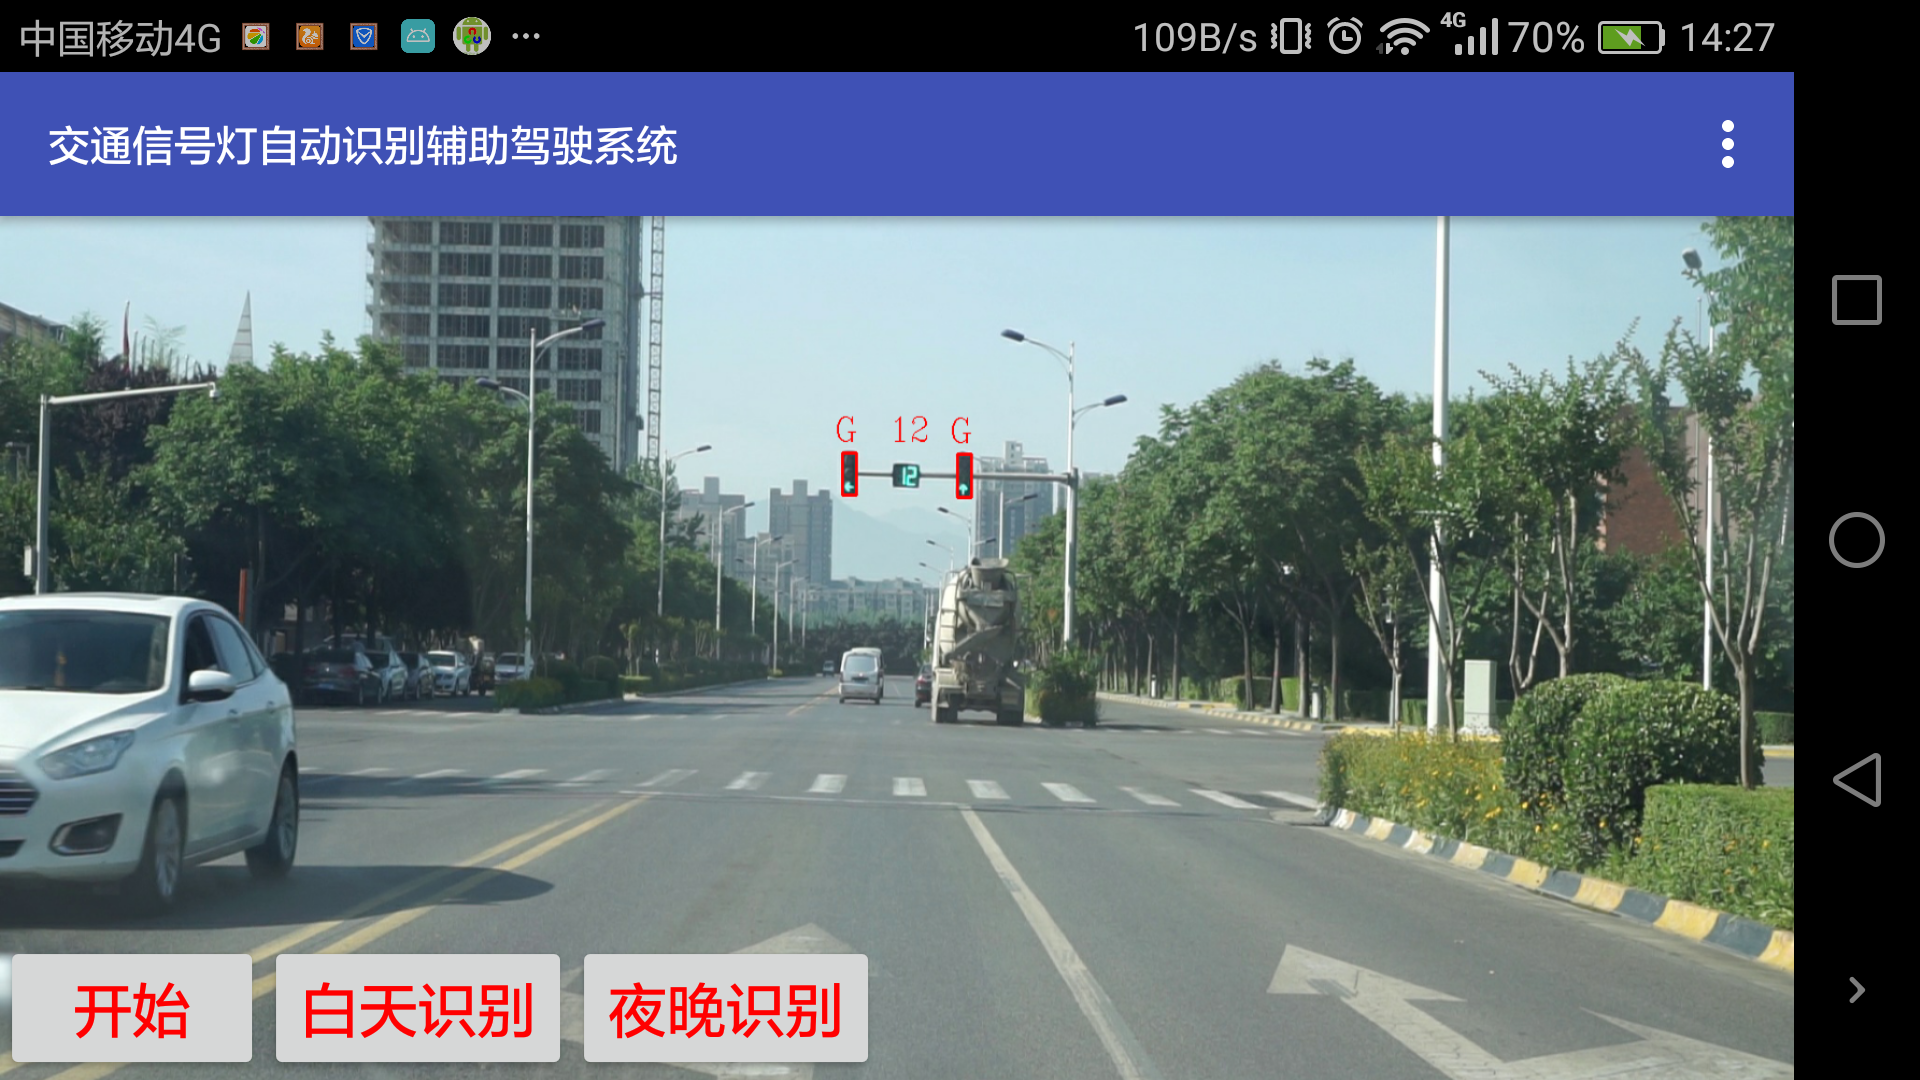 中国移动4G
109B/s 4G 70% 14:27
交通信号灯自动识别辅助驾驶系统
G 12 G
12
开始 白天识别 夜晚识别